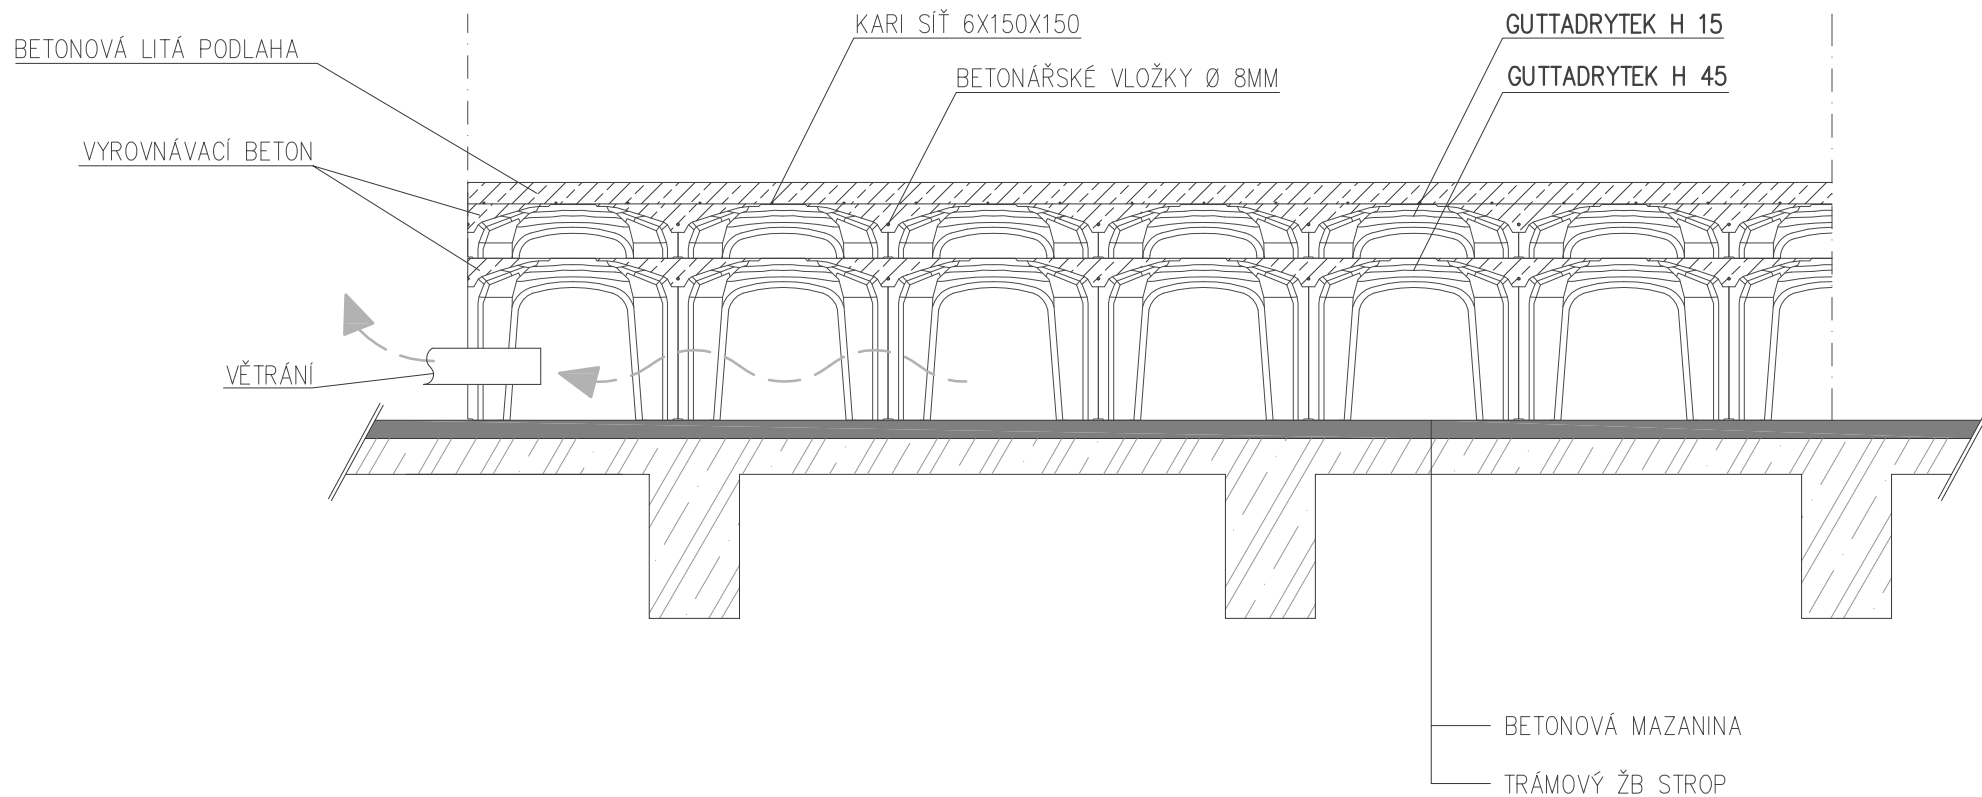 BETONOVÁ LITÁ PODLAHA
KARI SÍŤ 6X150X150
GUTTADRYTEK H 15
BETONÁŘSKÉ VLOŽKY Ø 8MM
GUTTADRYTEK H 45
VYROVNÁVACÍ BETON
VĚTRÁNÍ
BETONOVÁ MAZANINA
TRÁMOVÝ ŽB STROP